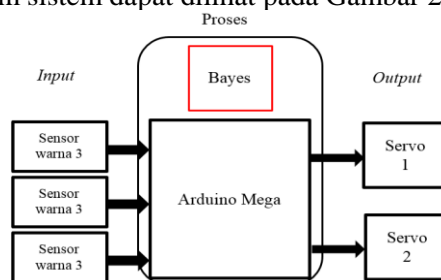 sistem dapat dilihat pada Gambar 2
Proses
Input
Bayes
Output
Sensor
warna 3
Sensor
warna 3
Sensor
warna 3
Arduino Mega
Servo
1
Servo
2